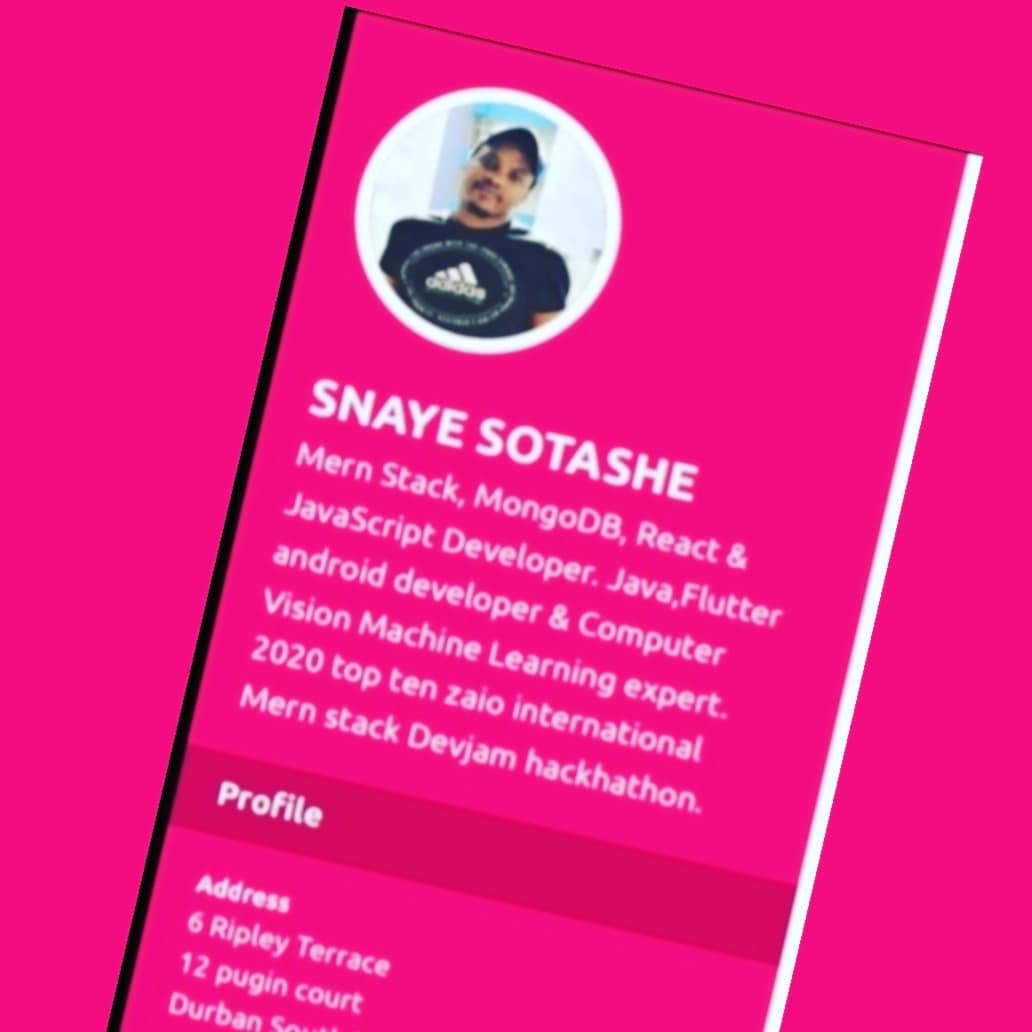 adidas
SNAYE SOTASHE
Mern Stack, MongoDB, React &
JavaScript Developer. Java,Flutter
android developer & Computer
Vision Machine Learning expert.
2020 top ten zaio international
Mern stack Devjam hackhathon.
Profile
Address
6 Ripley Terrace
12 pugin court
Durban